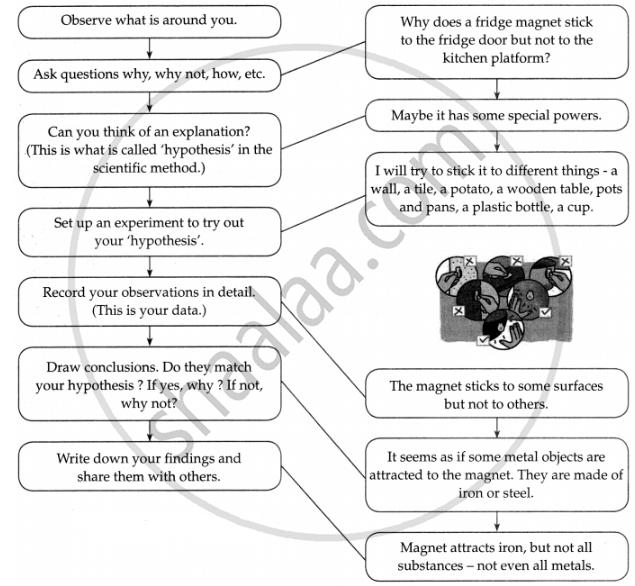 Observe what is around you.
Ask questions why, why not, how, etc.
Can you think of an explanation?
(This is what is called ‘hypothesis’ in the
scientific method.)
Set up an experiment to try out
your ‘hypothesis’.
Record your observations in detail.
(This is your data.)
Draw conclusions. Do they match
your hypothesis ? If yes, why ? If not,
why not?
Write down your findings and
share them with others.
Why does a fridge magnet stick
to the fridge door but not to the
kitchen platform?
Maybe it has some special powers.
I will try to stick it to different things - a
wall, a tile, a potato, a wooden table, pots
and pans, a plastic bottle, a cup.
The magnet sticks to some surfaces
but not to others.
It seems as if some metal objects are
attracted to the magnet. They are made of
iron or steel.
Magnet attracts iron, but not all
substances – not even all metals.
shaalaa.com